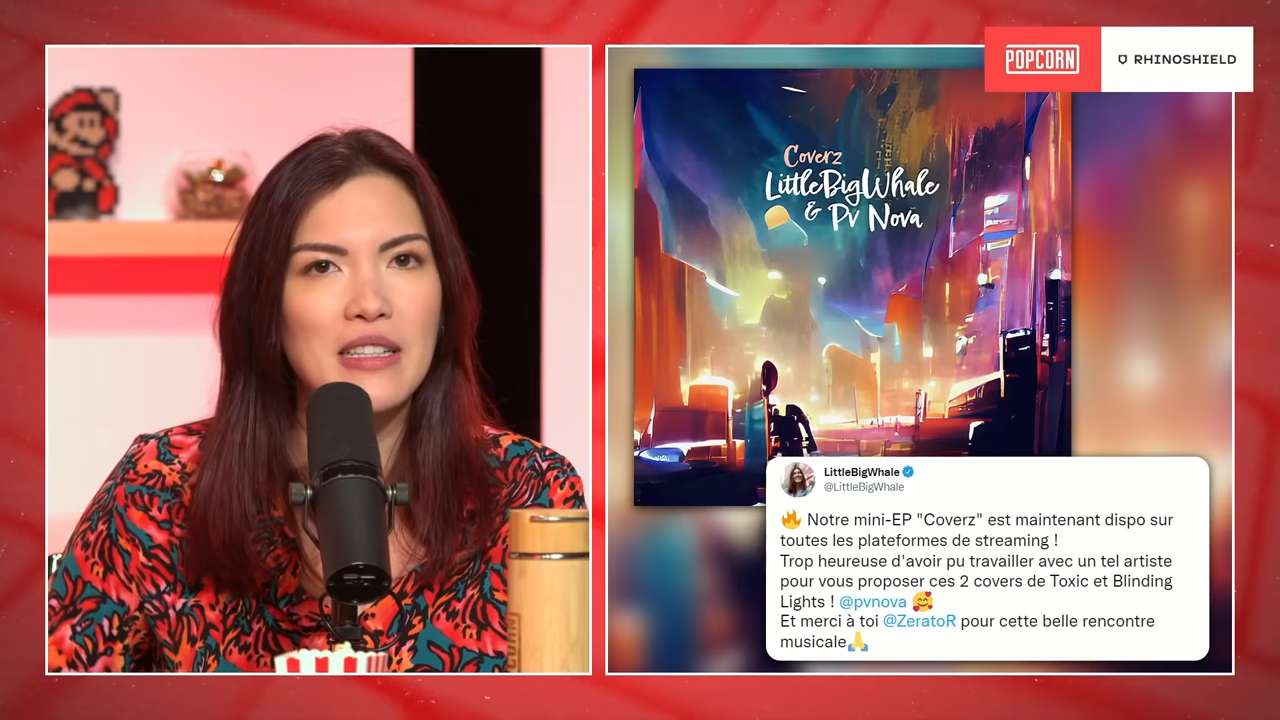 POPCORN
RHINOSHIELD
Coverz
LittleBigWhale
& Pv Nova
LittleBigWhale
@LittleBigWhale
🔥 Notre mini-EP "Coverz" est maintenant dispo sur
toutes les plateformes de streaming !
Trop heureuse d'avoir pu travailler avec un tel artiste
pour vous proposer ces 2 covers de Toxic et Blinding
Lights ! @pvnova 🥰
Et merci à toi @ZeratoR pour cette belle rencontre
musicale🙏
POPCORN